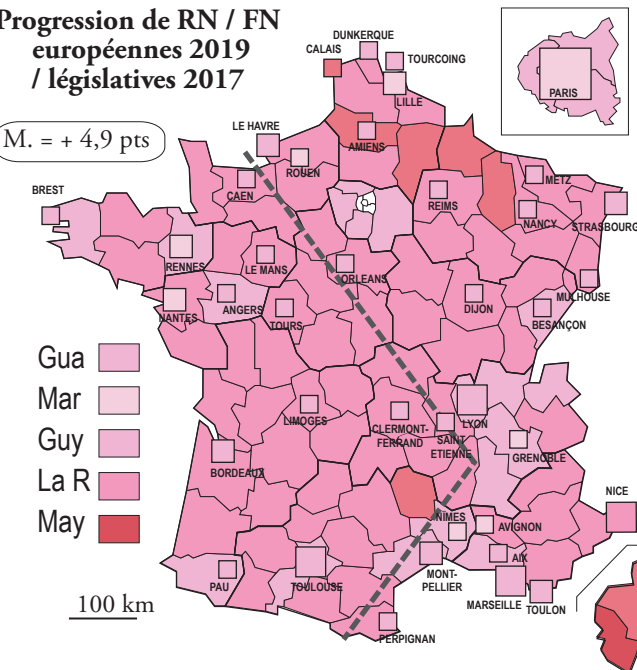 Progression de RN / FN
européennes 2019
/ législatives 2017
M. = + 4,9 pts
DUNKERQUE
CALAIS
TOURCOING
LILLE
PARIS
LE HAVRE
AMIENS
ROUEN
METZ
BREST
CAEN
REIMS
NANCY
STRASBOURG
RENNES
LE MANS
ORLEANS
MULHOUSE
NANTES
ANGERS
TOURS
DIJON
BESANÇON
Gua
Mar
Guy
La R
May
LIMOGES
CLERMONT-
FERRAND
SAINT
ETIENNE
LYON
GRENOBLE
BORDEAUX
NICE
NIMES
AVIGNON
AIX
PAU
TOULOUSE
MONT-
PELLIER
MARSEILLE
TOULON
100 km
PERPIGNAN